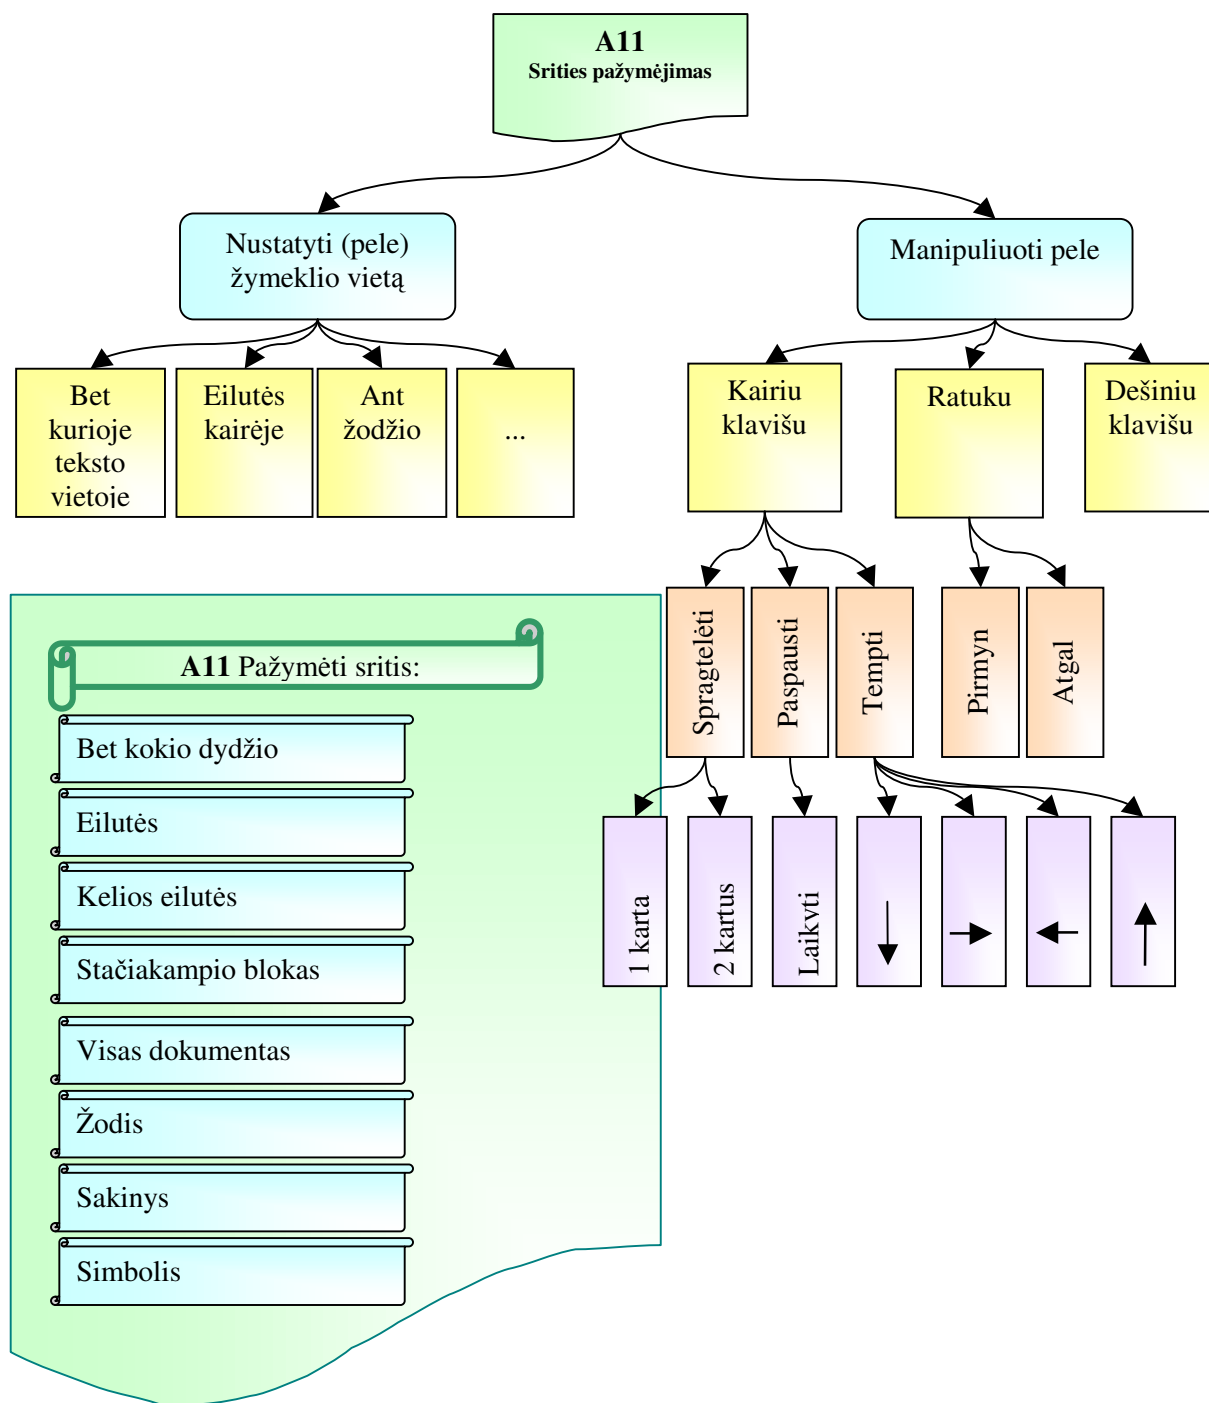 A11
Srities pažymėjimas
Nustatyti (pele)
žymeklio vietą
Manipuliuoti pele
Bet
kurioje
teksto
vietoje
Eilutės
kairėje
Ant
žodžio
...
Kairiu
klavišu
Ratuku
Dešiniu
klavišu
Spragtelėti
Paspausti
Tempti
Pirmyn
Atgal
1 karta
2 kartus
Laikyti
A11 Pažymėti sritis:
Bet kokio dydžio
Eilutės
Kelios eilutės
Stačiakampio blokas
Visas dokumentas
Žodis
Sakinys
Simbolis